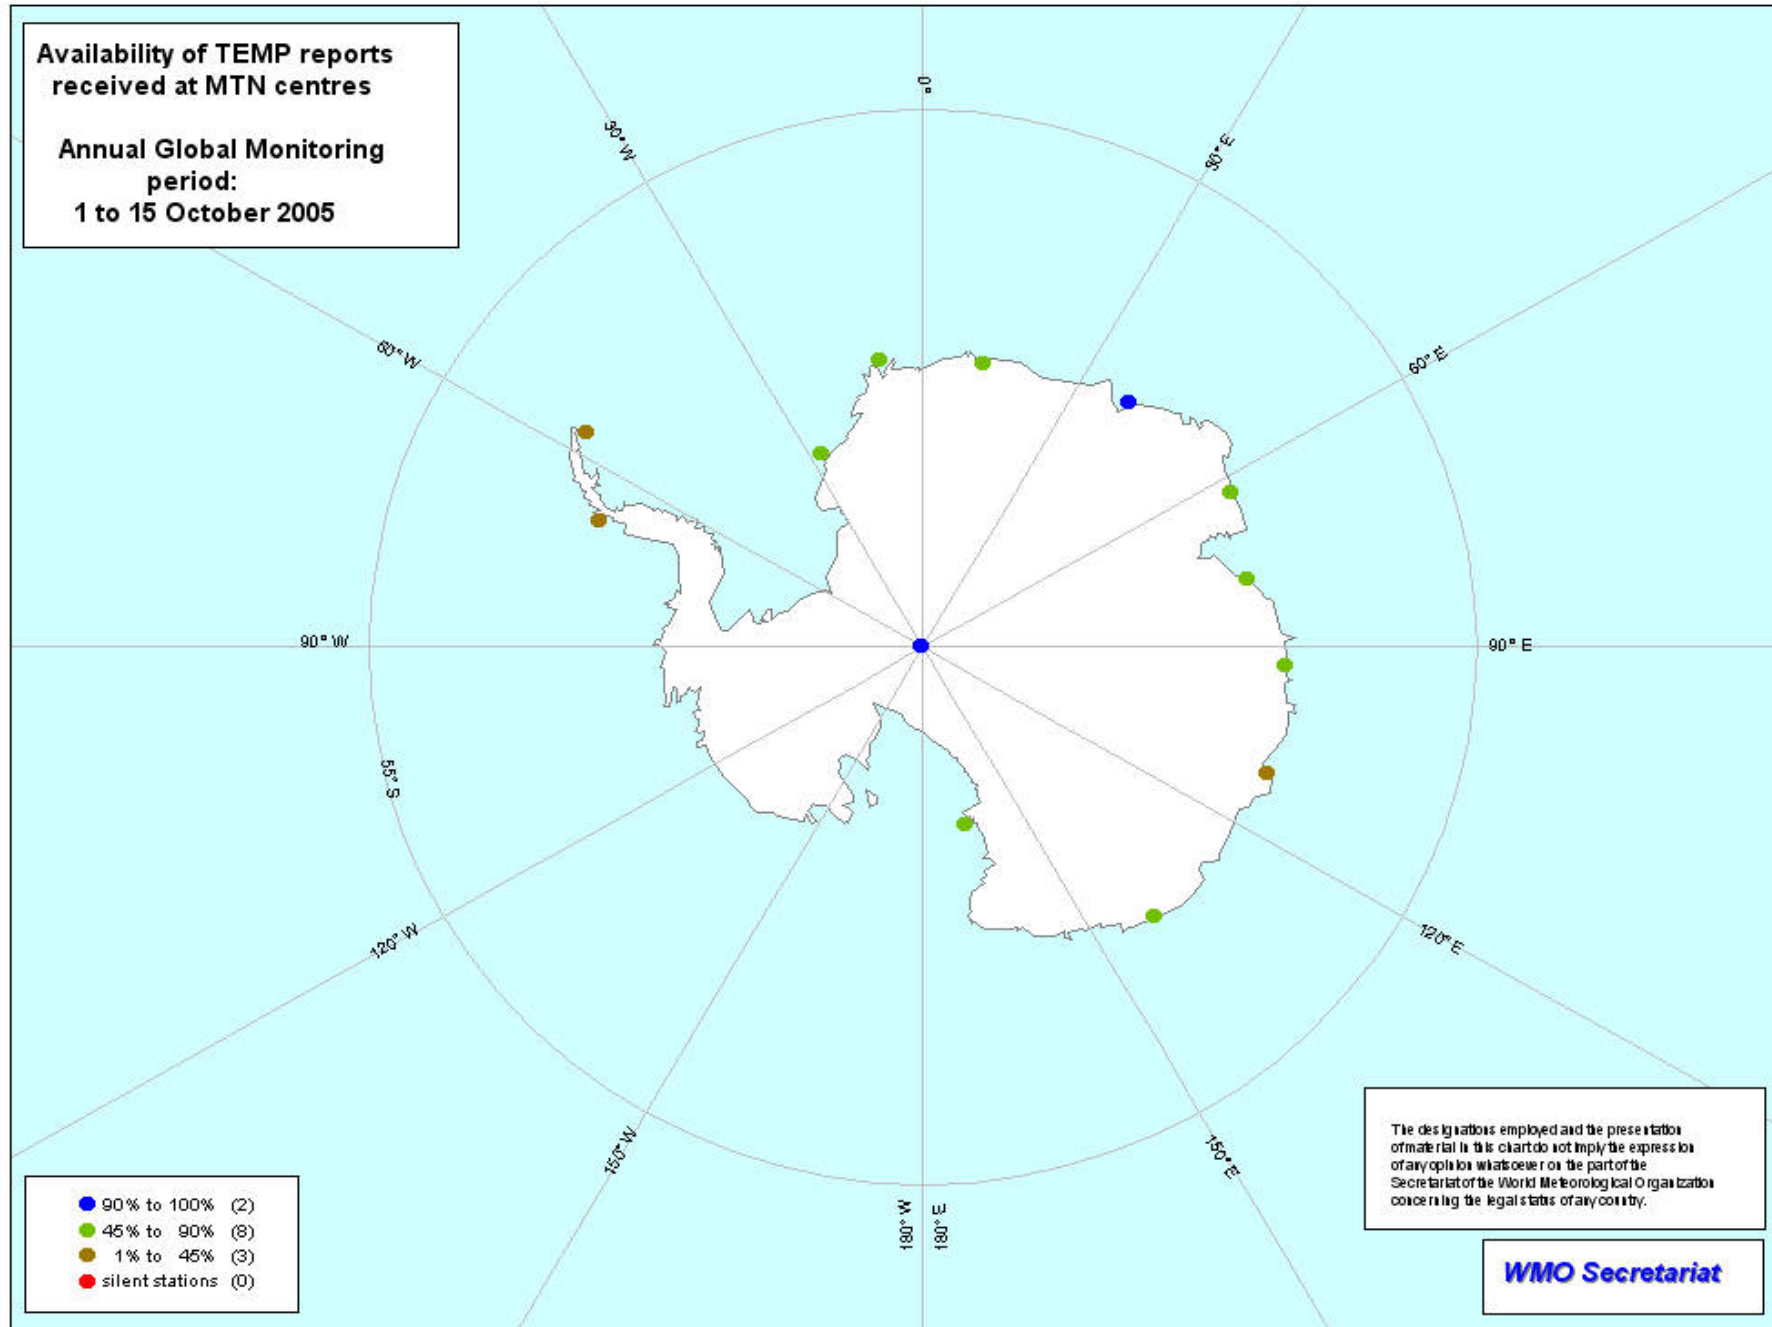 Availability of TEMP reports
received at MTN centres
Annual Global Monitoring
period:
1 to 15 October 2005
0°
30° W
30° E
60° W
60° E
90° W
90° E
55° S
120° W
120° E
150° W
150° E
180° W
180° E
90% to 100% (2)
45% to 90% (8)
1% to 45% (3)
silent stations (0)
The designations employed and the presentation
of material in this chart do not imply the expression
of any opinion whatsoever on the part of the
Secretariat of the World Meteorological Organization
concerning the legal status of any country.
WMO Secretariat